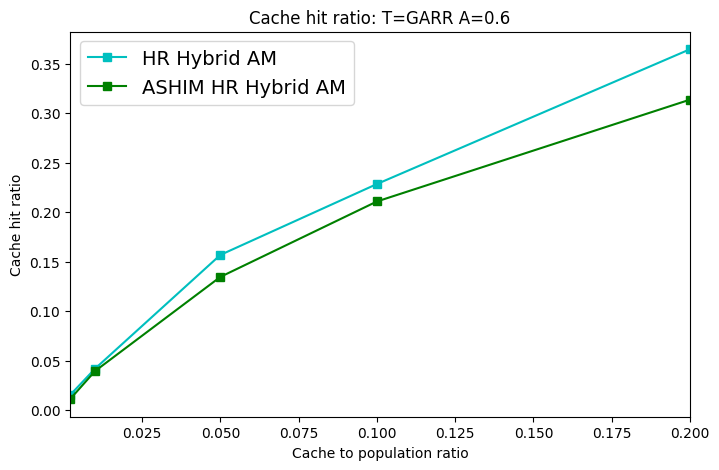 Cache hit ratio: T=GARR A=0.6
HR Hybrid AM
ASHIM HR Hybrid AM
Cache hit ratio
0.35
0.30
0.25
0.20
0.15
0.10
0.05
0.00
0.025 0.050 0.075 0.100 0.125 0.150 0.175 0.200
Cache to population ratio